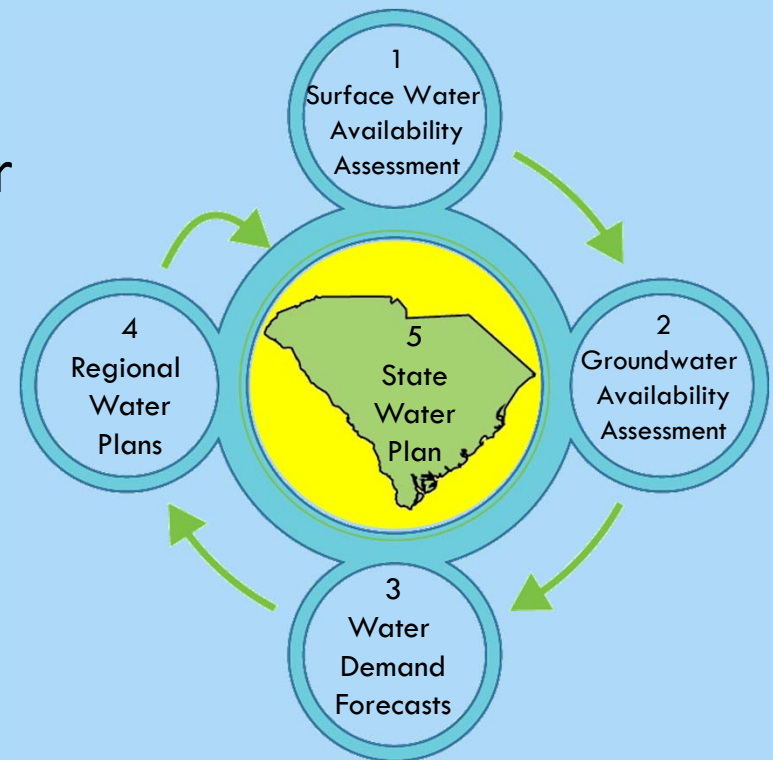 r
1
Surface Water
Availability
Assessment
2
Groundwater
Availability
Assessment
3
Water
Demand
Forecasts
4
Regional
Water
Plans
5
State
Water
Plan